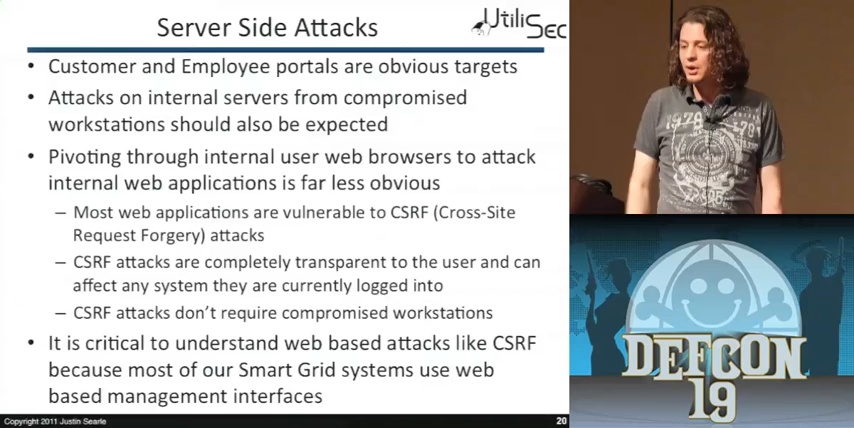 Server Side Attacks
UtiliSec
• Customer and Employee portals are obvious targets
• Attacks on internal servers from compromised
workstations should also be expected
• Pivoting through internal user web browsers to attack
internal web applications is far less obvious
– Most web applications are vulnerable to CSRF (Cross-Site
Request Forgery) attacks
– CSRF attacks are completely transparent to the user and can
affect any system they are currently logged into
– CSRF attacks don't require compromised workstations
• It is critical to understand web based attacks like CSRF
because most of our Smart Grid systems use web
based management interfaces
Copyright 2011 Justin Searle
20
DEFCON
19